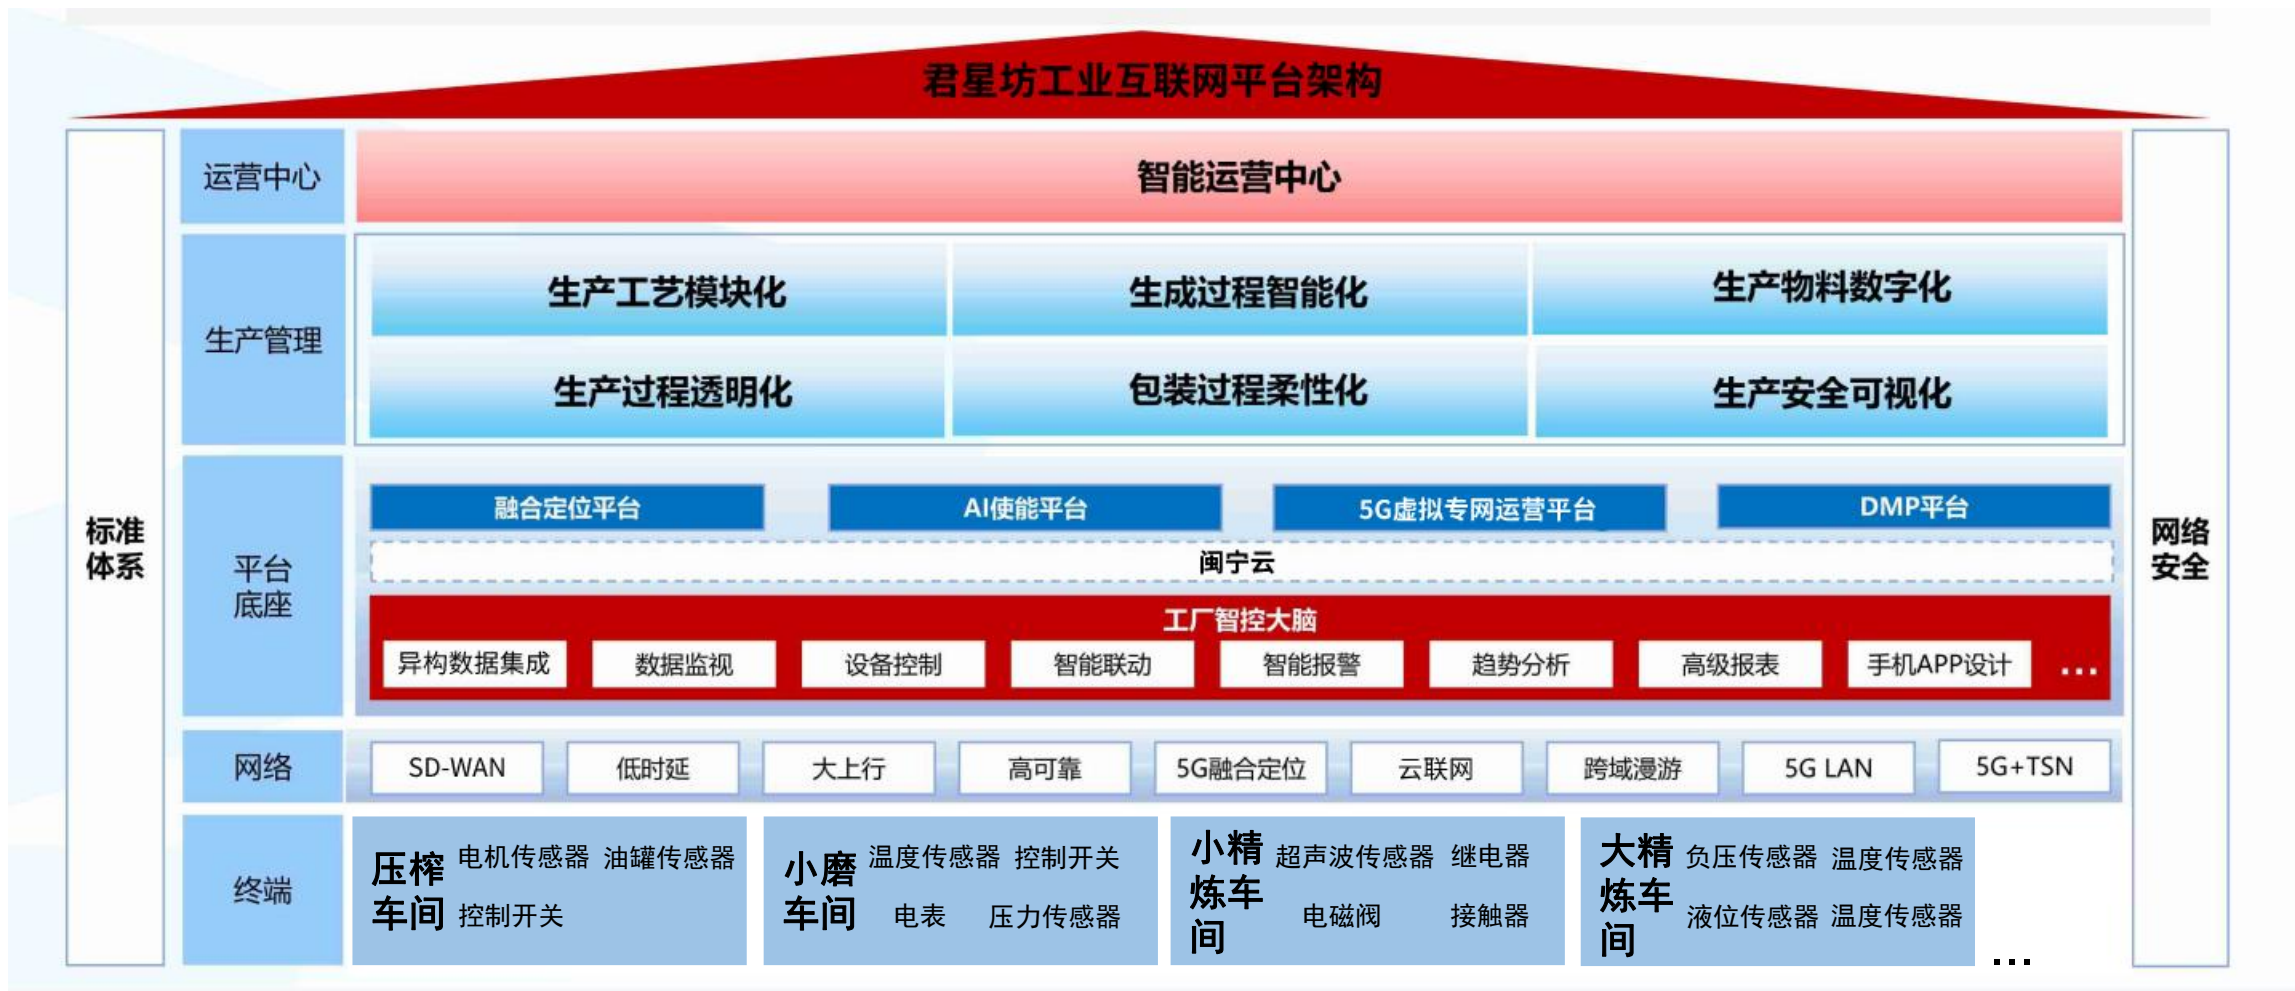 君星坊工业互联网平台架构
运营中心
智能运营中心
生产管理
生产工艺模块化
生成过程智能化
生产物料数字化
生产过程透明化
包装过程柔性化
生产安全可视化
标准
体系
网络
安全
平台
底座
融合定位平台
AI使能平台
5G虚拟专网运营平台
DMP平台
闽宁云
工厂智控大脑
异构数据集成
数据监视
设备控制
智能联动
智能报警
趋势分析
高级报表
手机APP设计
...
网络
SD-WAN
低时延
大上行
高可靠
5G融合定位
云联网
跨域漫游
5G LAN
5G+TSN
终端
压榨
车间
电机传感器 油罐传感器
控制开关
小磨
车间
温度传感器 控制开关
电表 压力传感器
小精
炼车
间
超声波传感器 继电器
电磁阀 接触器
大精
炼车
间
负压传感器 温度传感器
液位传感器 温度传感器
...